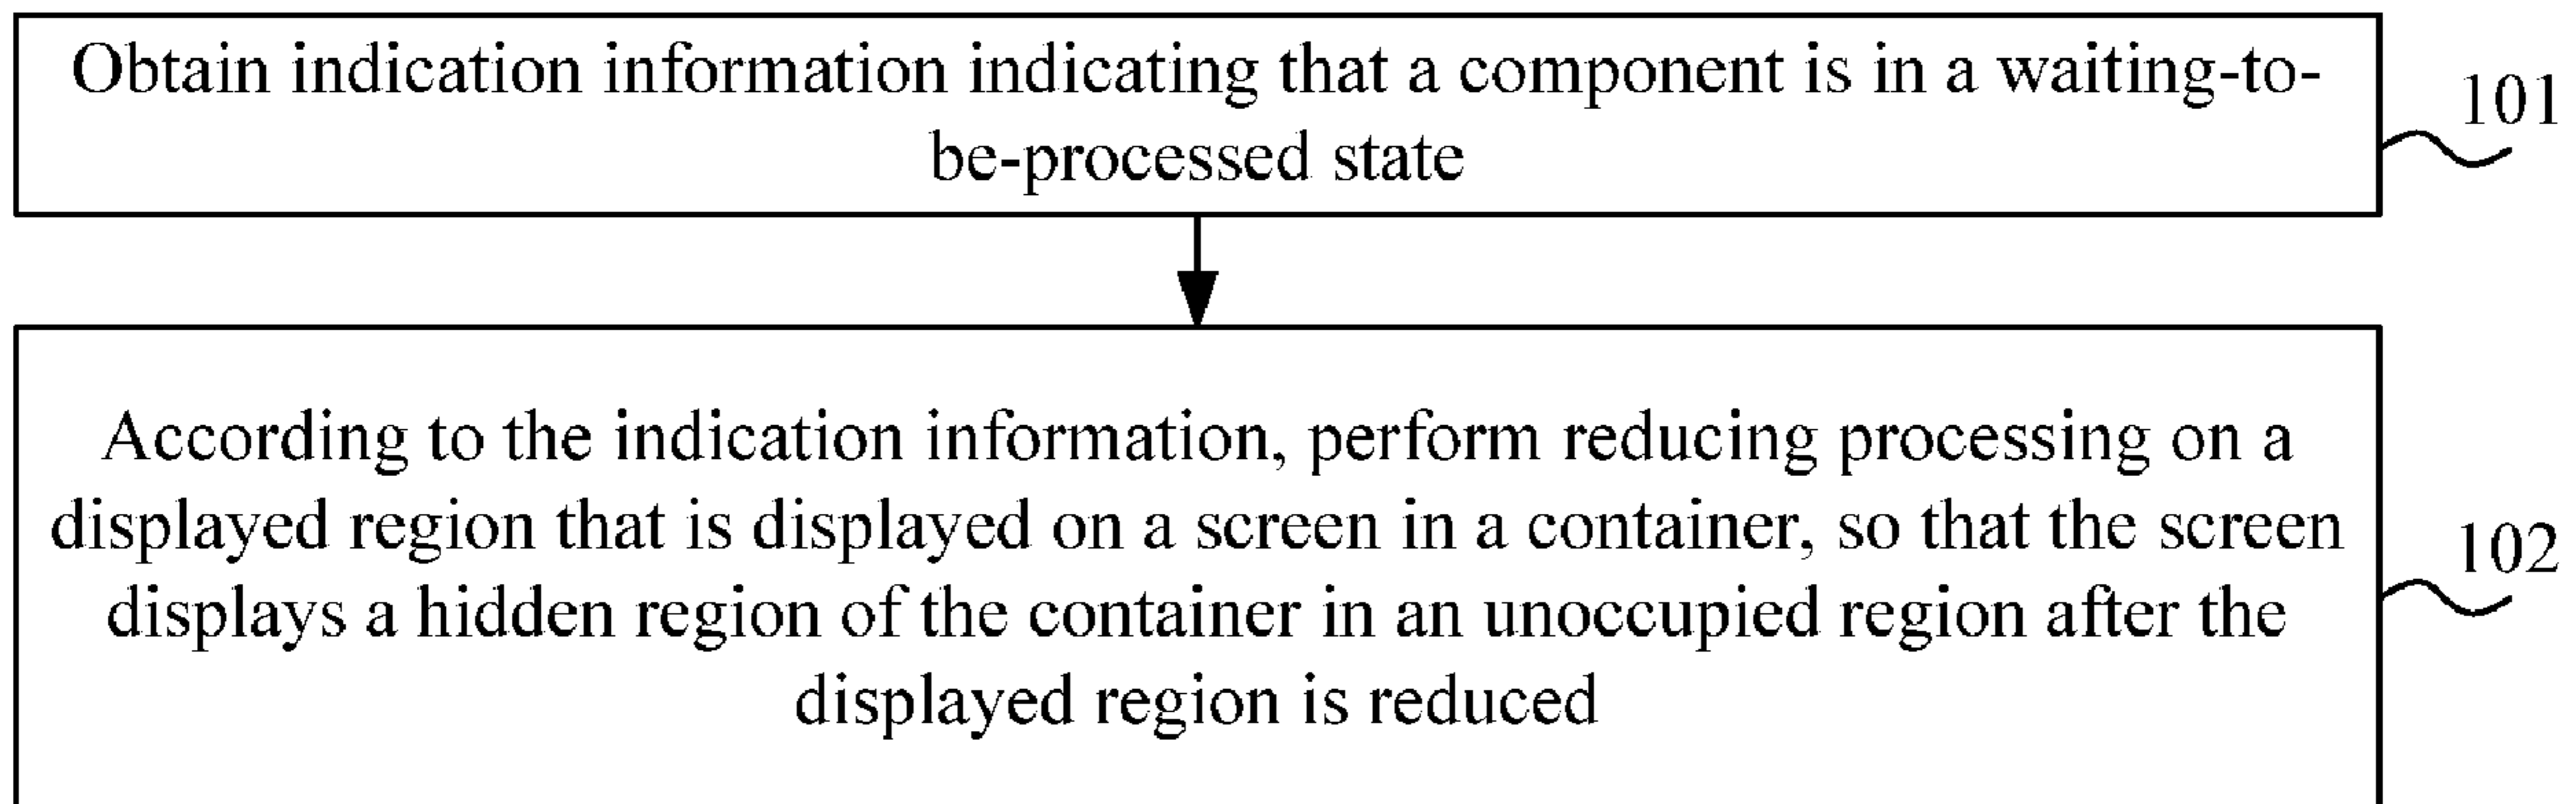 Obtain indication information indicating that a component is in a waiting-to-
be-processed state
101
According to the indication information, perform reducing processing on a
displayed region that is displayed on a screen in a container, so that the screen
displays a hidden region of the container in an unoccupied region after the
displayed region is reduced
102